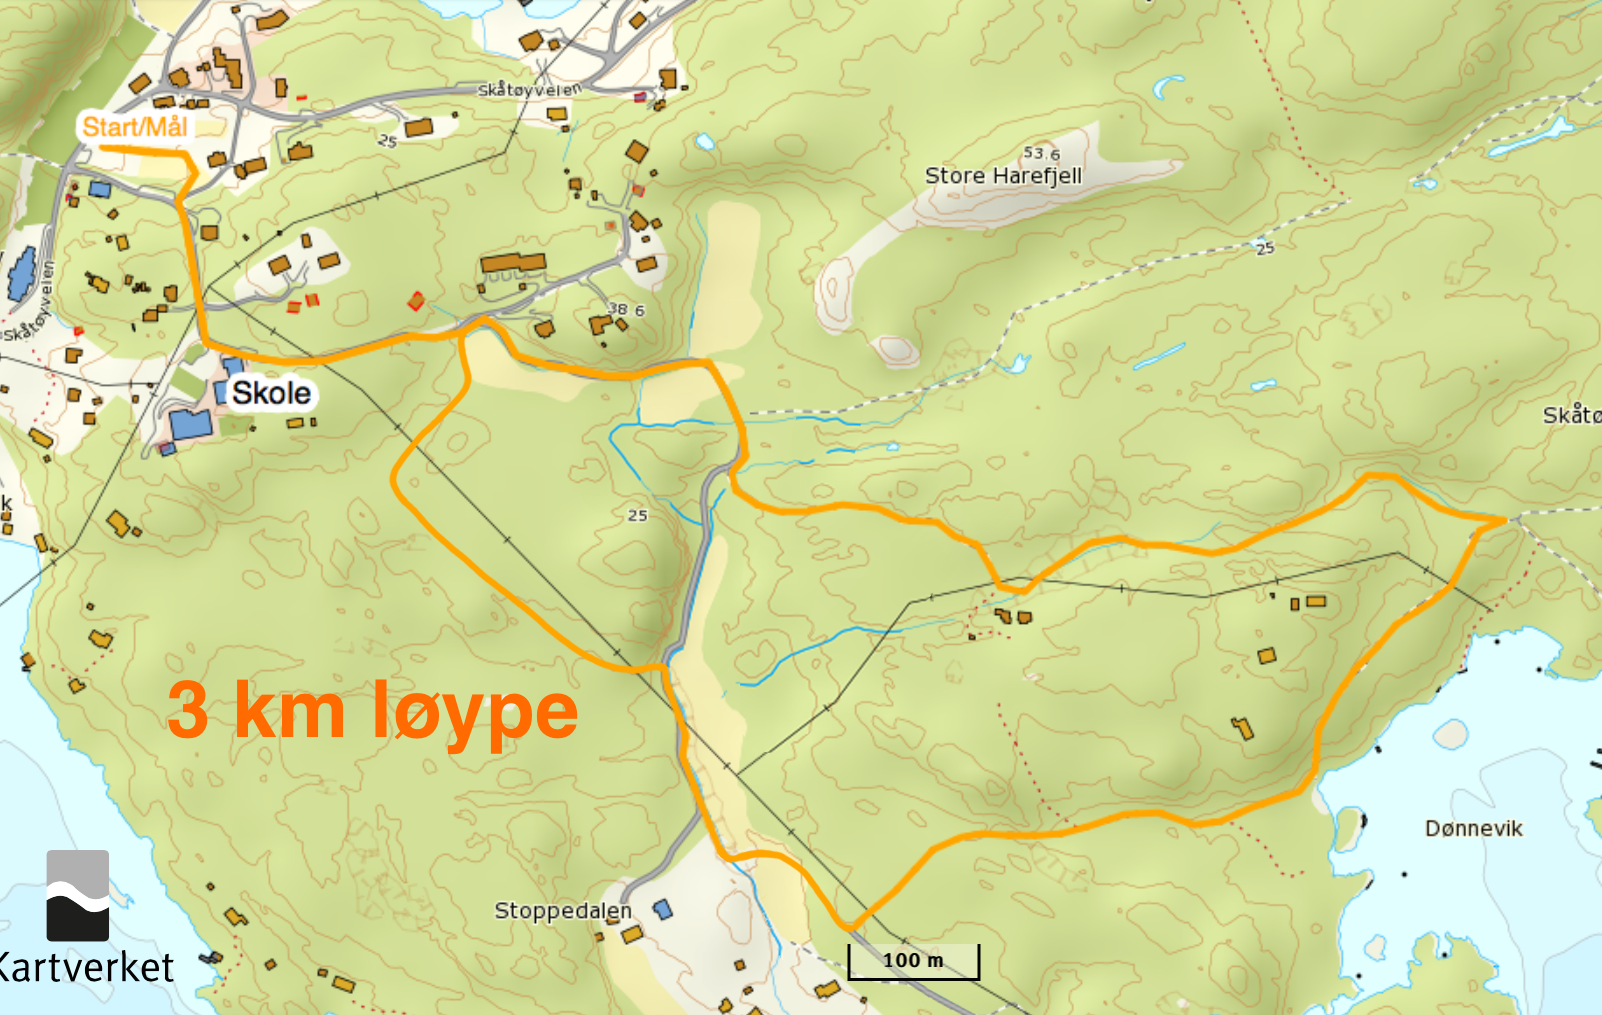 Skåtøyveien
Start/Mål
25
53.6
Store Harefjell
25
Skåtøyveien
38 6
Skole
Skåtø
k
25
3 km løype
Dønnevik
Stoppedalen
100 m
Kartverket